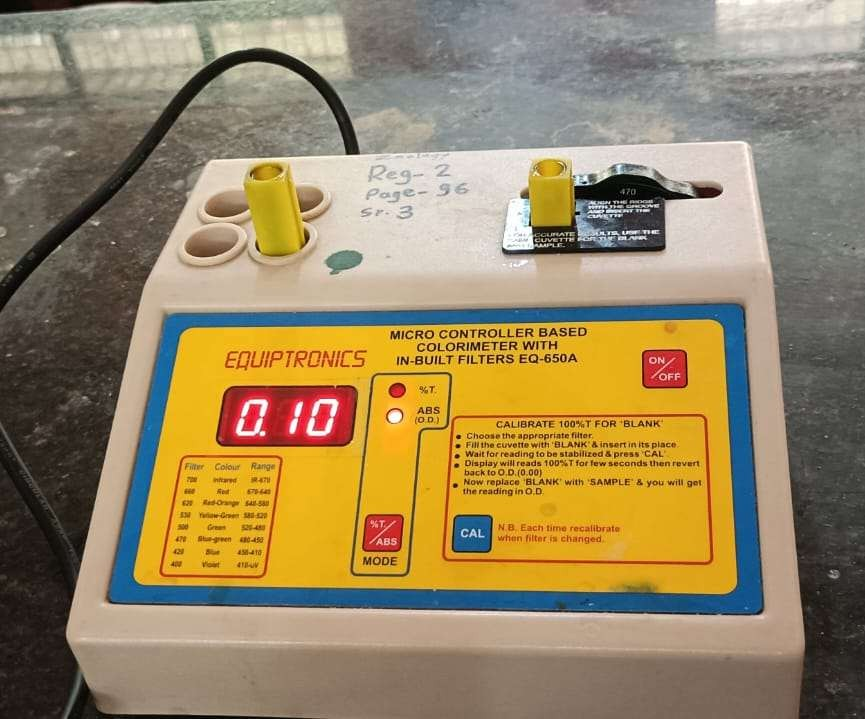 Zoology
Reg- 2
Page- 96
Sr. 3
470
ALIGN THE RIDGE
WITH THE GROOVE
AND INSERT THE
CUVETTE
FOR ACCURATE RESULTS, USE THE
SAME CUVETTE FOR THE BLANK
AND SAMPLE.
EQUIPTRONICS
MICRO CONTROLLER BASED
COLORIMETER WITH
IN-BUILT FILTERS EQ-650A
ON/OFF
0.10
%T.
ABS
(O.D.)
CALIBRATE 100%T FOR 'BLANK'
• Choose the appropriate filter.
• Fill the cuvette with 'BLANK' & insert in its place.
• Wait for reading to be stabilized & press 'CAL'
• Display will reads 100%T for few seconds then revert
back to O.D.(0.00)
• Now replace 'BLANK' with 'SAMPLE' & you will get
the reading in O.D.
Filter Colour Range
700 Infrared IR-670
660 Red 670-640
620 Red-Orange 640-580
530 Yellow-Green 580-520
500 Green 520-480
470 Blue-green 480-450
420 Blue 450-410
400 Violet 410-uV
%T/ABS
MODE
CAL
N.B. Each time recalibrate
when filter is changed.